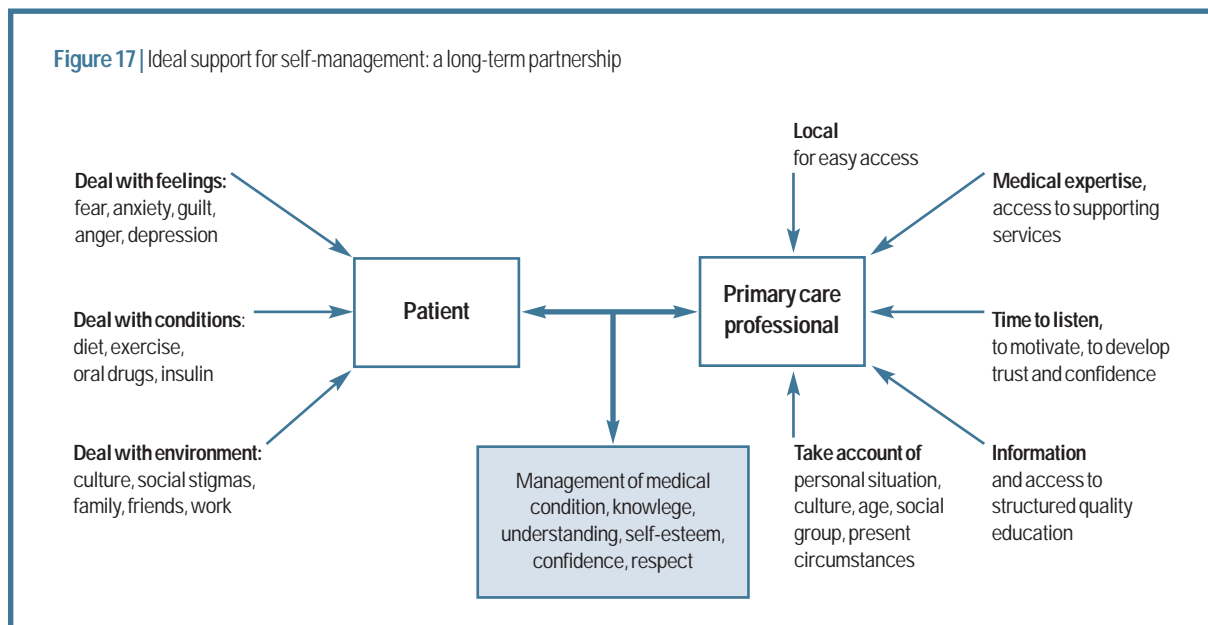 Figure 17 | Ideal support for self-management: a long-term partnership
Deal with feelings:
fear, anxiety, guilt,
anger, depression
Deal with conditions:
diet, exercise,
oral drugs, insulin
Deal with environment:
culture, social stigmas,
family, friends, work
Patient
Management of medical
condition, knowlege,
understanding, self-esteem,
confidence, respect
Primary care
professional
Local
for easy access
Medical expertise,
access to supporting
services
Time to listen,
to motivate, to develop
trust and confidence
Take account of
personal situation,
culture, age, social
group, present
circumstances
Information
and access to
structured quality
education